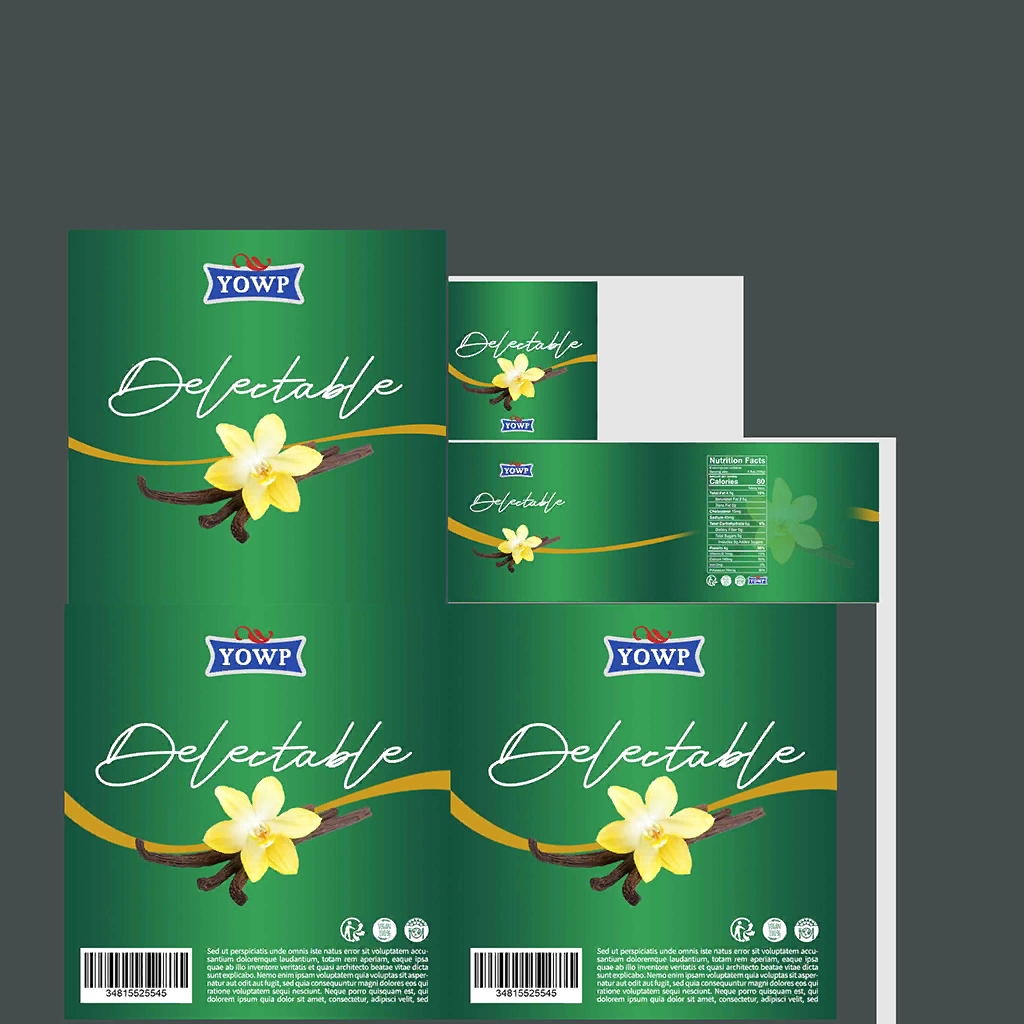 YOWP
Delectable
Delectable
YOWP
YOWP
Delectable
Nutrition Facts
Calories 80
YOWP
Delectable
VEGAN
100%
34815525545
Sed ut perspiciatis unde omnis iste natus error sit voluptatem accu-
santium doloremque laudantium, totam rem aperiam, eaque ipsa
quae ab illo inventore veritatis et quasi architecto beatae vitae dicta
sunt explicabo. Nemo enim ipsam voluptatem quia voluptas sit asper-
natur aut odit aut fugit, sed quia consequuntur magni dolores eos qui
ratione voluptatem sequi nesciunt. Neque porro quisquam est, qui
dolorem ipsum quia dolor sit amet, consectetur, adipisci velit, sed
YOWP
Delectable
VEGAN
100%
34815525545
Sed ut perspiciatis unde omnis iste natus error sit voluptatem accu-
santium doloremque laudantium, totam rem aperiam, eaque ipsa
quae ab illo inventore veritatis et quasi architecto beatae vitae dicta
sunt explicabo. Nemo enim ipsam voluptatem quia voluptas sit asper-
natur aut odit aut fugit, sed quia consequuntur magni dolores eos qui
ratione voluptatem sequi nesciunt. Neque porro quisquam est, qui
dolorem ipsum quia dolor sit amet, consectetur, adipisci velit, sed